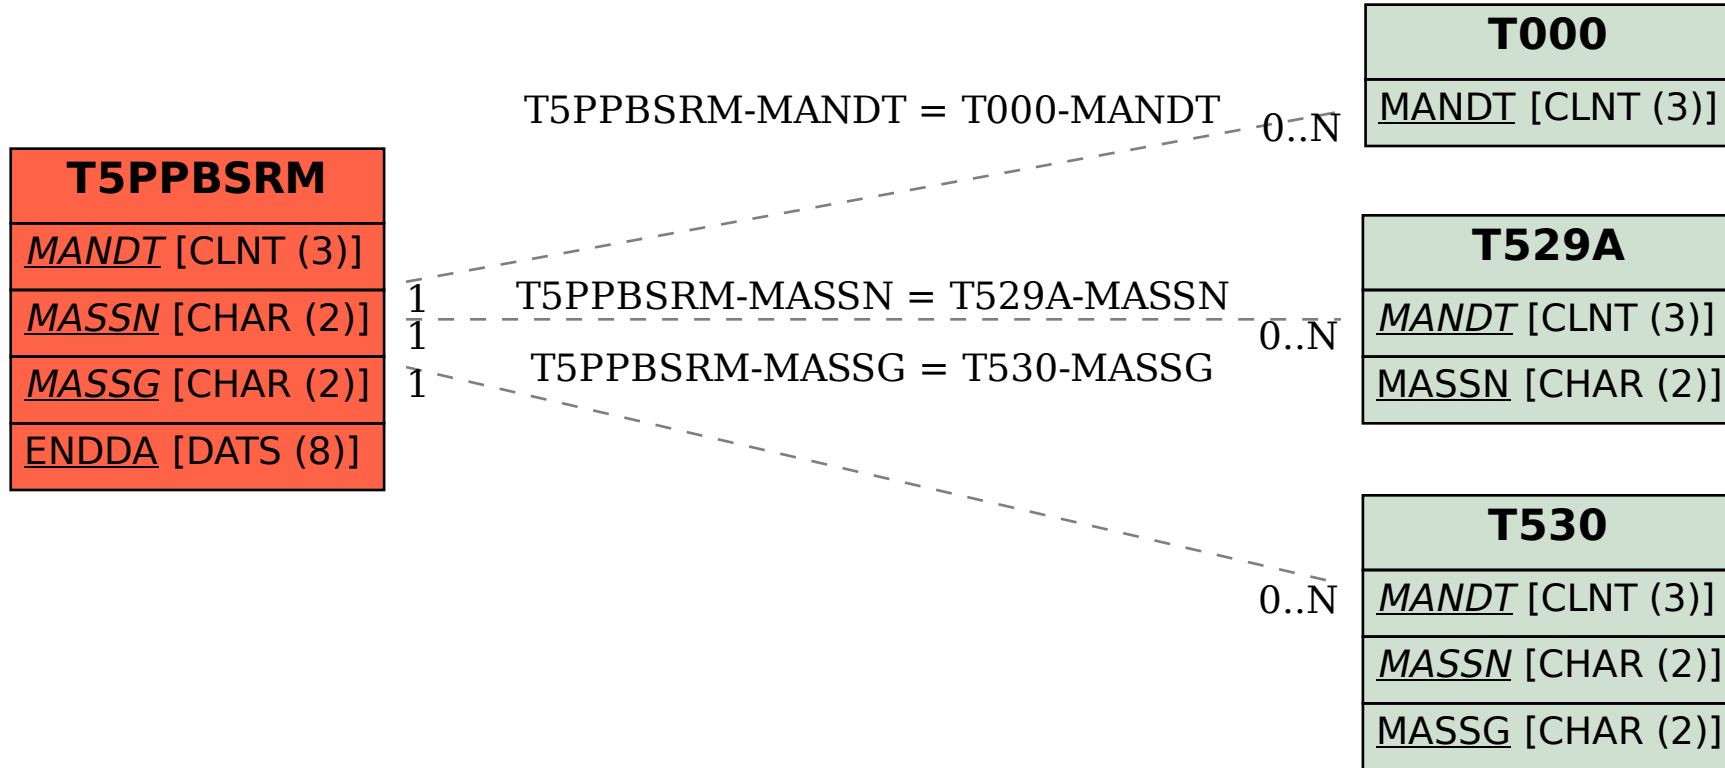 T5PPBSRM
MANDT [CLNT (3)]
MASSN [CHAR (2)]
MASSG [CHAR (2)]
ENDDA [DATS (8)]
T5PPBSRM-MANDT = T000-MANDT
0..N
1
T5PPBSRM-MASSN = T529A-MASSN
1
0..N
T5PPBSRM-MASSG = T530-MASSG
1
0..N
T000
MANDT [CLNT (3)]
T529A
MANDT [CLNT (3)]
MASSN [CHAR (2)]
T530
MANDT [CLNT (3)]
MASSN [CHAR (2)]
MASSG [CHAR (2)]